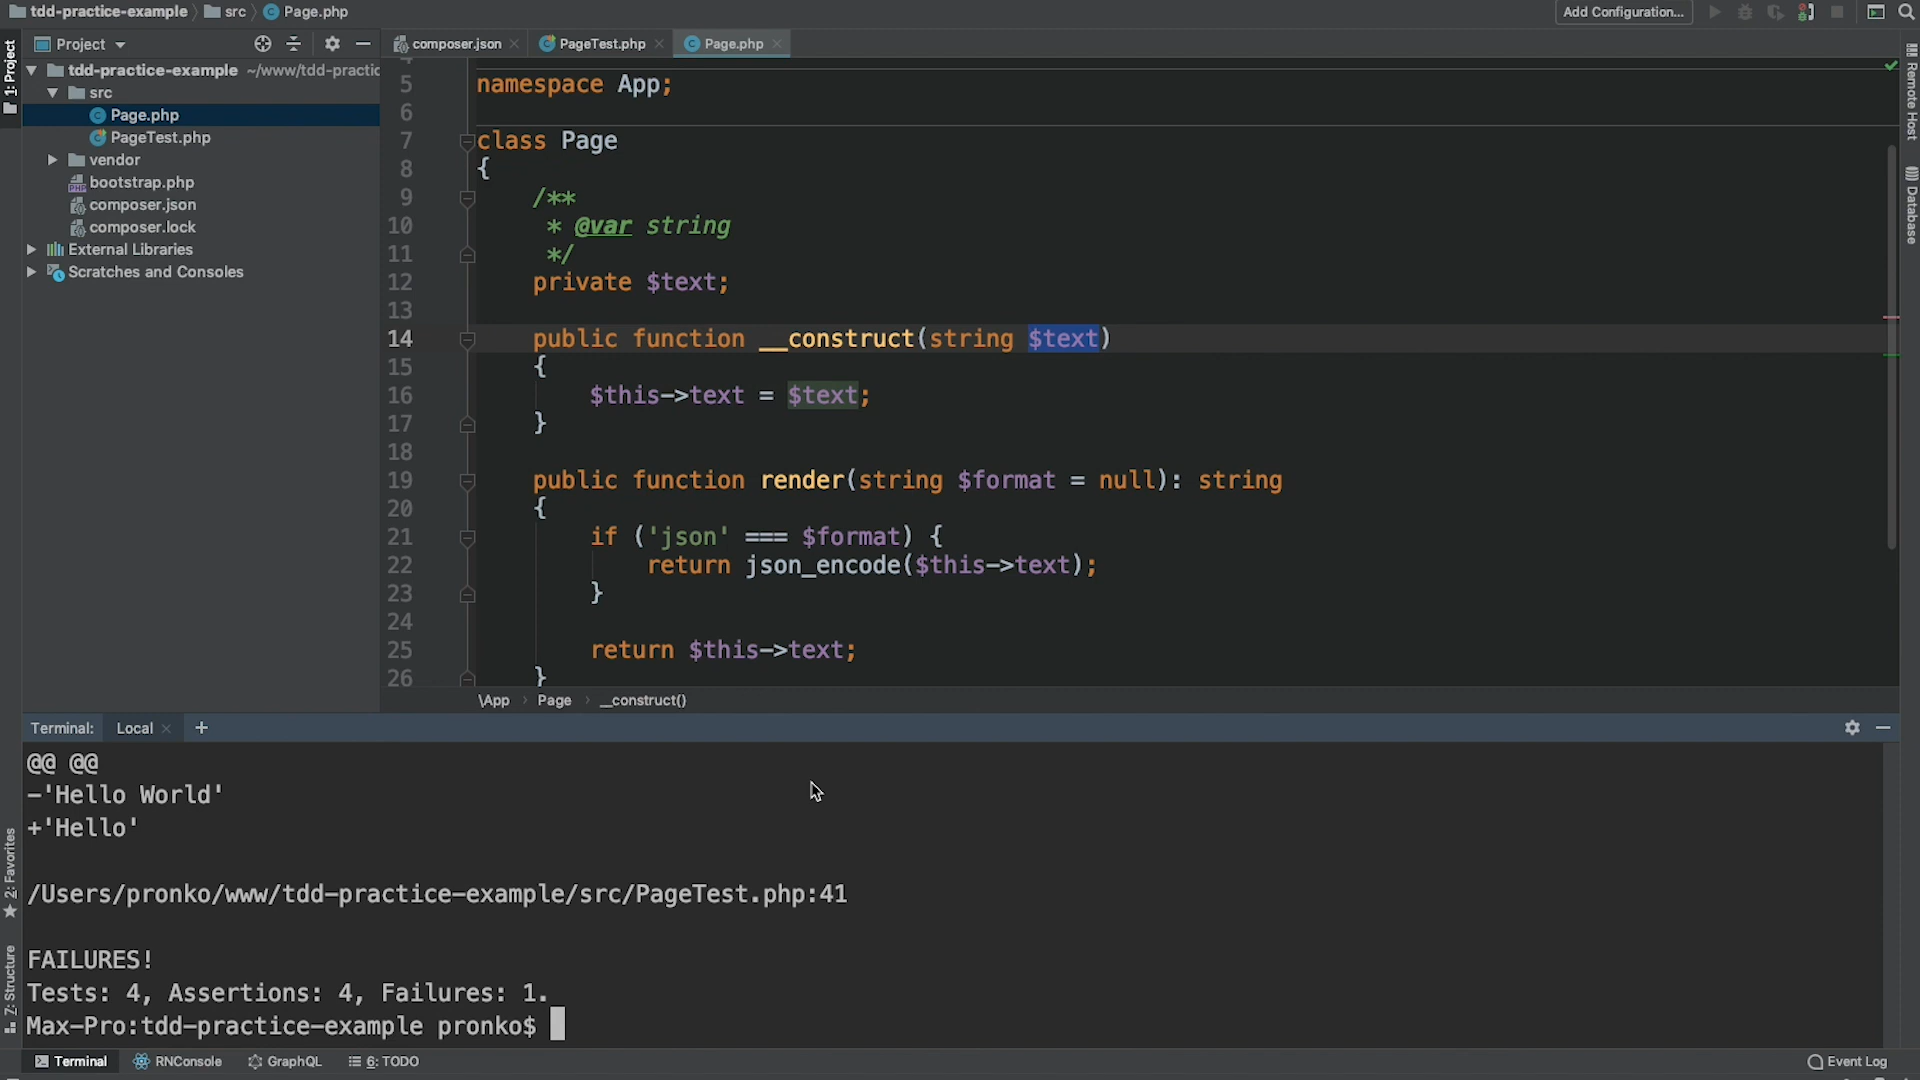 tdd-practice-example src Page.php
Add Configuration...
1: Project
Project
composer.json PageTest.php Page.php
tdd-practice-example ~/www/tdd-practic
src
Page.php
PageTest.php
vendor
bootstrap.php
composer.json
composer.lock
External Libraries
Scratches and Consoles
5 namespace App;
6
7 class Page
8 {
9 /**
10 * @var string
11 */
12 private $text;
13
14 public function __construct(string $text)
15 {
16 $this->text = $text;
17 }
18
19 public function render(string $format = null): string
20 {
21 if ('json' === $format) {
22 return json_encode($this->text);
23 }
24
25 return $this->text;
26 }
\App Page __construct()
Remote Host
Database
Terminal: Local +
@@ @@
-'Hello World'
+'Hello'
/Users/pronko/www/tdd-practice-example/src/PageTest.php:41
FAILURES!
Tests: 4, Assertions: 4, Failures: 1.
Max-Pro:tdd-practice-example pronko$
2: Favorites
7: Structure
Terminal RNConsole GraphQL 6: TODO
Event Log